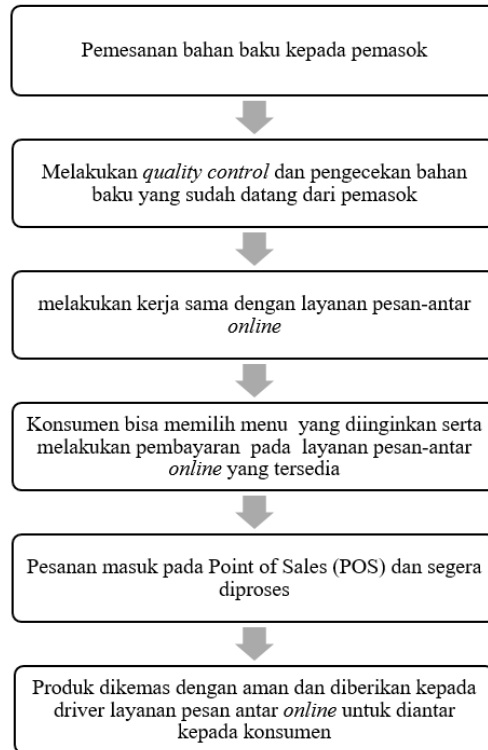 Pemesanan bahan baku kepada pemasok
Melakukan quality control dan pengecekan bahan
baku yang sudah datang dari pemasok
melakukan kerja sama dengan layanan pesan-antar
online
Konsumen bisa memilih menu yang diinginkan serta
melakukan pembayaran pada layanan pesan-antar
online yang tersedia
Pesanan masuk pada Point of Sales (POS) dan segera
diproses
Produk dikemas dengan aman dan diberikan kepada
driver layanan pesan antar online untuk diantar
kepada konsumen